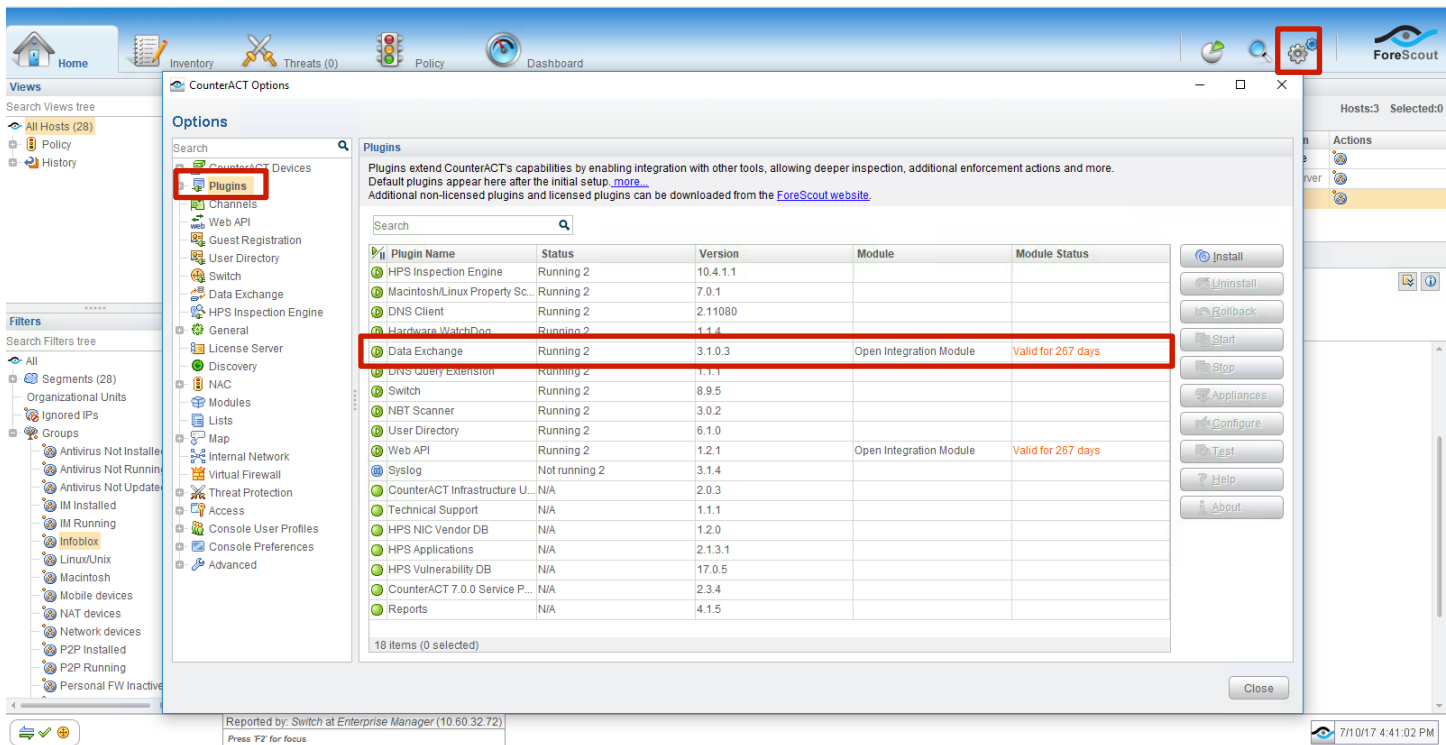 Home
Inventory
Threats (0)
Policy
Dashboard
ForeScout
Views
Search Views tree
All Hosts (28)
Policy
History
Filters
Search Filters tree
All
Segments (28)
Organizational Units
Ignored IPs
Groups
Antivirus Not Installe
Antivirus Not Runnin
Antivirus Not Update
IM Installed
IM Running
Infoblox
Linux/Unix
Macintosh
Mobile devices
NAT devices
Network devices
P2P Installed
P2P Running
Personal FW Inactive
CounterACT Options
Options
Search
CounterACT Devices
Plugins
Channels
Web API
Guest Registration
User Directory
Switch
Data Exchange
HPS Inspection Engine
General
License Server
Discovery
NAC
Modules
Lists
Map
Internal Network
Virtual Firewall
Threat Protection
Access
Console User Profiles
Console Preferences
Advanced
Plugins
Plugins extend CounterACT's capabilities by enabling integration with other tools, allowing deeper inspection, additional enforcement actions and more.
Default plugins appear here after the initial setup. more...
Additional non-licensed plugins and licensed plugins can be downloaded from the ForeScout website.
Search
Plugin Name Status Version Module Module Status
HPS Inspection Engine Running 2 10.4.1.1
Macintosh/Linux Property Sc... Running 2 7.0.1
DNS Client Running 2 2.11080
Hardware WatchDog Running 2 1.1.4
Data Exchange Running 2 3.1.0.3 Open Integration Module Valid for 267 days
DNS Query Extension Running 2 1.1.1
Switch Running 2 8.9.5
NBT Scanner Running 2 3.0.2
User Directory Running 2 6.1.0
Web API Running 2 1.2.1 Open Integration Module Valid for 267 days
Syslog Not running 2 3.1.4
CounterACT Infrastructure U... N/A 2.0.3
Technical Support N/A 1.1.1
HPS NIC Vendor DB N/A 1.2.0
HPS Applications N/A 2.1.3.1
HPS Vulnerability DB N/A 17.0.5
CounterACT 7.0.0 Service P... N/A 2.3.4
Reports N/A 4.1.5
18 items (0 selected)
Install
Uninstall
Rollback
Start
Stop
Appliances
Configure
Test
Help
About
Close
Hosts:3 Selected:0
n Actions
e
rver
Reported by: Switch at Enterprise Manager (10.60.32.72)
Press 'F2' for focus
7/10/17 4:41:02 PM